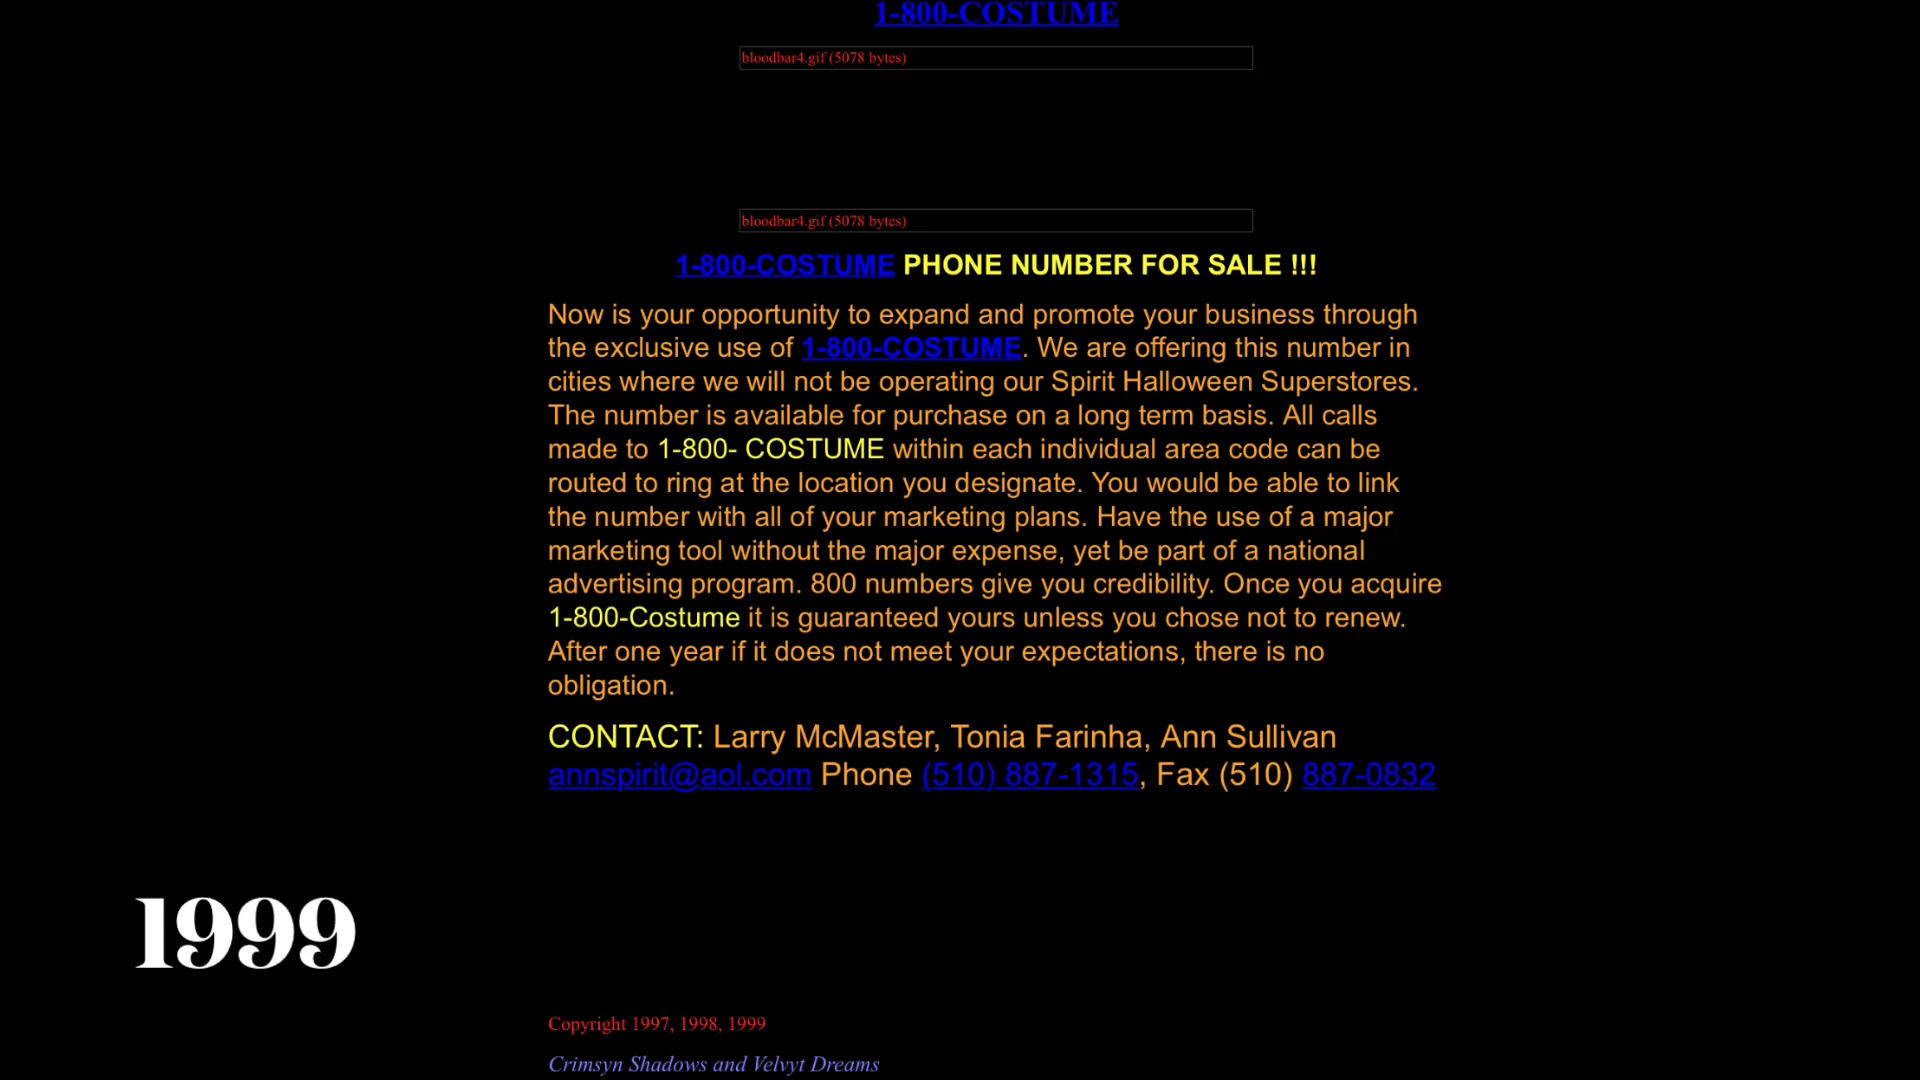 1-800-COSTUME
bloodbar4.gif (5078 bytes)
bloodbar4.gif (5078 bytes)
1-800-COSTUME PHONE NUMBER FOR SALE !!!
Now is your opportunity to expand and promote your business through
the exclusive use of 1-800-COSTUME. We are offering this number in
cities where we will not be operating our Spirit Halloween Superstores.
The number is available for purchase on a long term basis. All calls
made to 1-800- COSTUME within each individual area code can be
routed to ring at the location you designate. You would be able to link
the number with all of your marketing plans. Have the use of a major
marketing tool without the major expense, yet be part of a national
advertising program. 800 numbers give you credibility. Once you acquire
1-800-Costume it is guaranteed yours unless you chose not to renew.
After one year if it does not meet your expectations, there is no
obligation.
CONTACT: Larry McMaster, Tonia Farinha, Ann Sullivan
annspirit@aol.com Phone (510) 887-1315, Fax (510) 887-0832
1999
Copyright 1997, 1998, 1999
Crimsyn Shadows and Velvyt Dreams